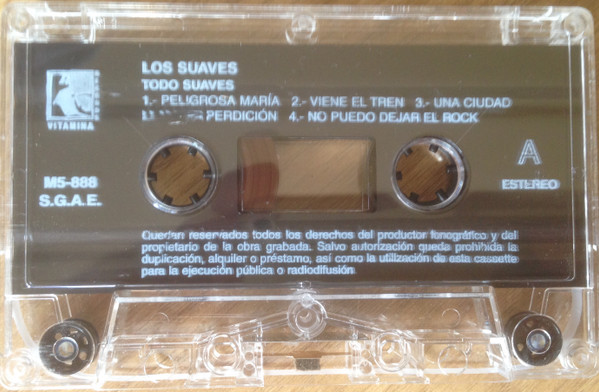 LOS SUAVES
TODO SUAVES
1.- PELIGROSA MARÍA 2.- VIENE EL TREN 3.- UNA CIUDAD
PERDICIÓN 4.- NO PUEDO DEJAR EL ROCK
VITAMINA
M5-888
S.G.A.E.
A
ESTEREO
Quedan reservados todos los derechos del productor fonográfico y del
propietario de la obra grabada. Salvo autorización queda prohibida la
duplicación, alquiler o préstamo, así como la utilización de esta cassette
para la ejecución pública o radiodifusión